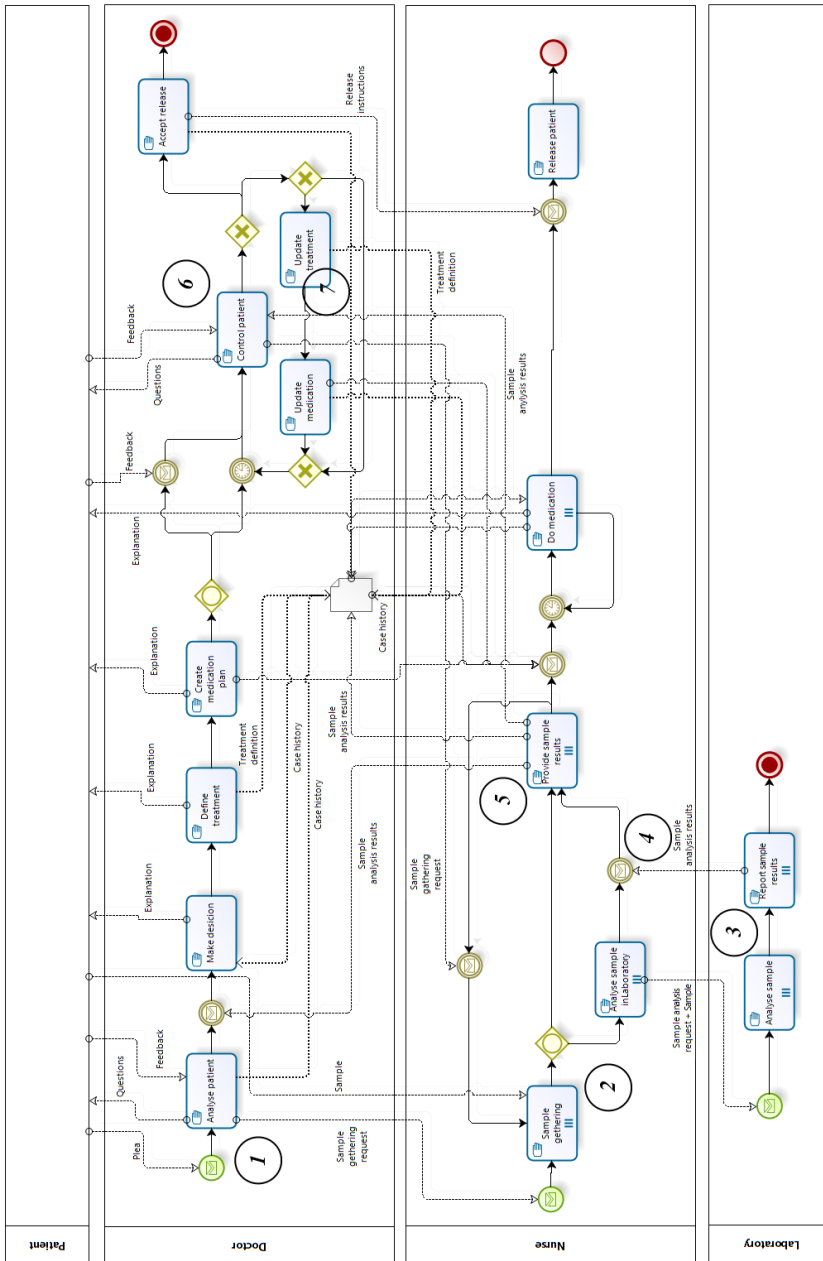 Patient
Plea
Questions
Feedback
Explanation
Explanation
Explanation
Explanation
Feedback
Questions
Feedback
Doctor
Analyse patient
Make desicion
Define
treatment
Create
medication
plan
Control patient
Accept release
Update
treatment
Update
medication
Treatment
definition
Case history
Case history
Case history
Sample
analysis results
Sample
analysis results
Sample
gethering
request
Sample
Sample
gathering
request
Release
instructions
Treatment
definition
Sample
anylysis results
1
6
7
Nurse
Sample
gethering
2
Analyse sample
inLaboratory
4
5
Provide sample
results
Do medication
Release patient
Sample analysis
request + Sample
Sample
analysis results
Laboratory
Analyse sample
3
Report sample
results